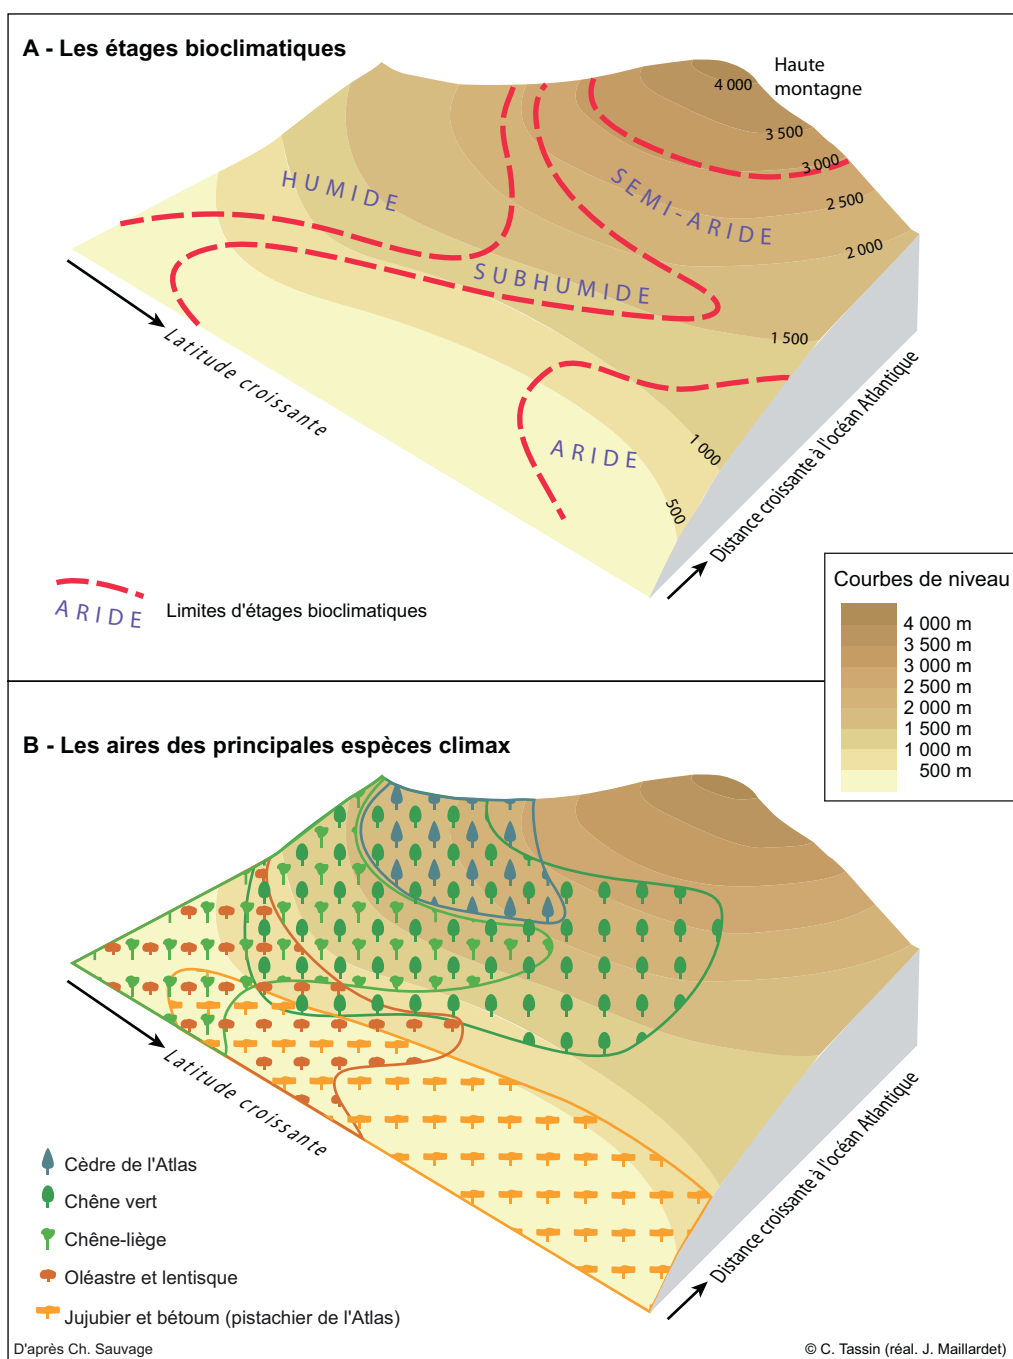 A - Les étages bioclimatiques
Haute
montagne
4 000
3 500
3 000
2 500
2 000
1 500
1 000
500
HUMIDE
SEMI-ARIDE
SUBHUMIDE
ARIDE
Latitude croissante
Distance croissante à l'océan Atlantique
ARIDE
Limites d'étages bioclimatiques
Courbes de niveau
4 000 m
3 500 m
3 000 m
2 500 m
2 000 m
1 500 m
1 000 m
500 m
B - Les aires des principales espèces climax
Latitude croissante
Distance croissante à l'océan Atlantique
Cèdre de l'Atlas
Chêne vert
Chêne-liège
Oléastre et lentisque
Jujubier et bétoum (pistachier de l'Atlas)
D'après Ch. Sauvage
© C. Tassin (réal. J. Maillardet)